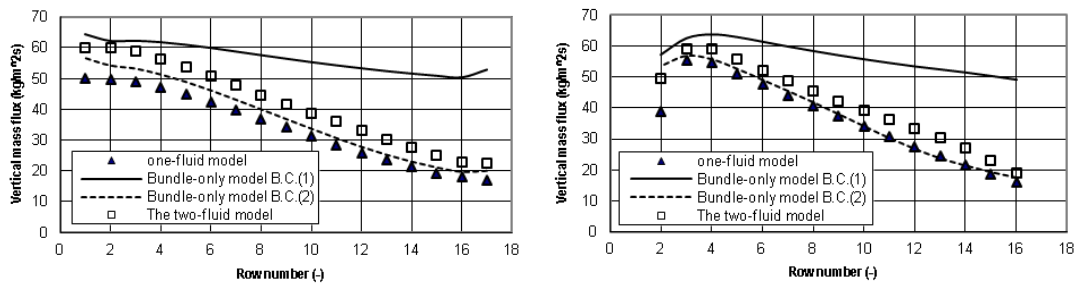 Vertical mass flux (kg/m^2s)
70
60
50
40
30
20
10
0
one-fluid model
Bundle-only model B.C.(1)
Bundle-only model B.C.(2)
The two-fluid model
0 2 4 6 8 10 12 14 16 18
Row number (-)
Vertical mass flux (kg/m^2s)
70
60
50
40
30
20
10
0
one-fluid model
Bundle-only model B.C.(1)
Bundle-only model B.C.(2)
The two-fluid model
0 2 4 6 8 10 12 14 16 18
Row number (-)